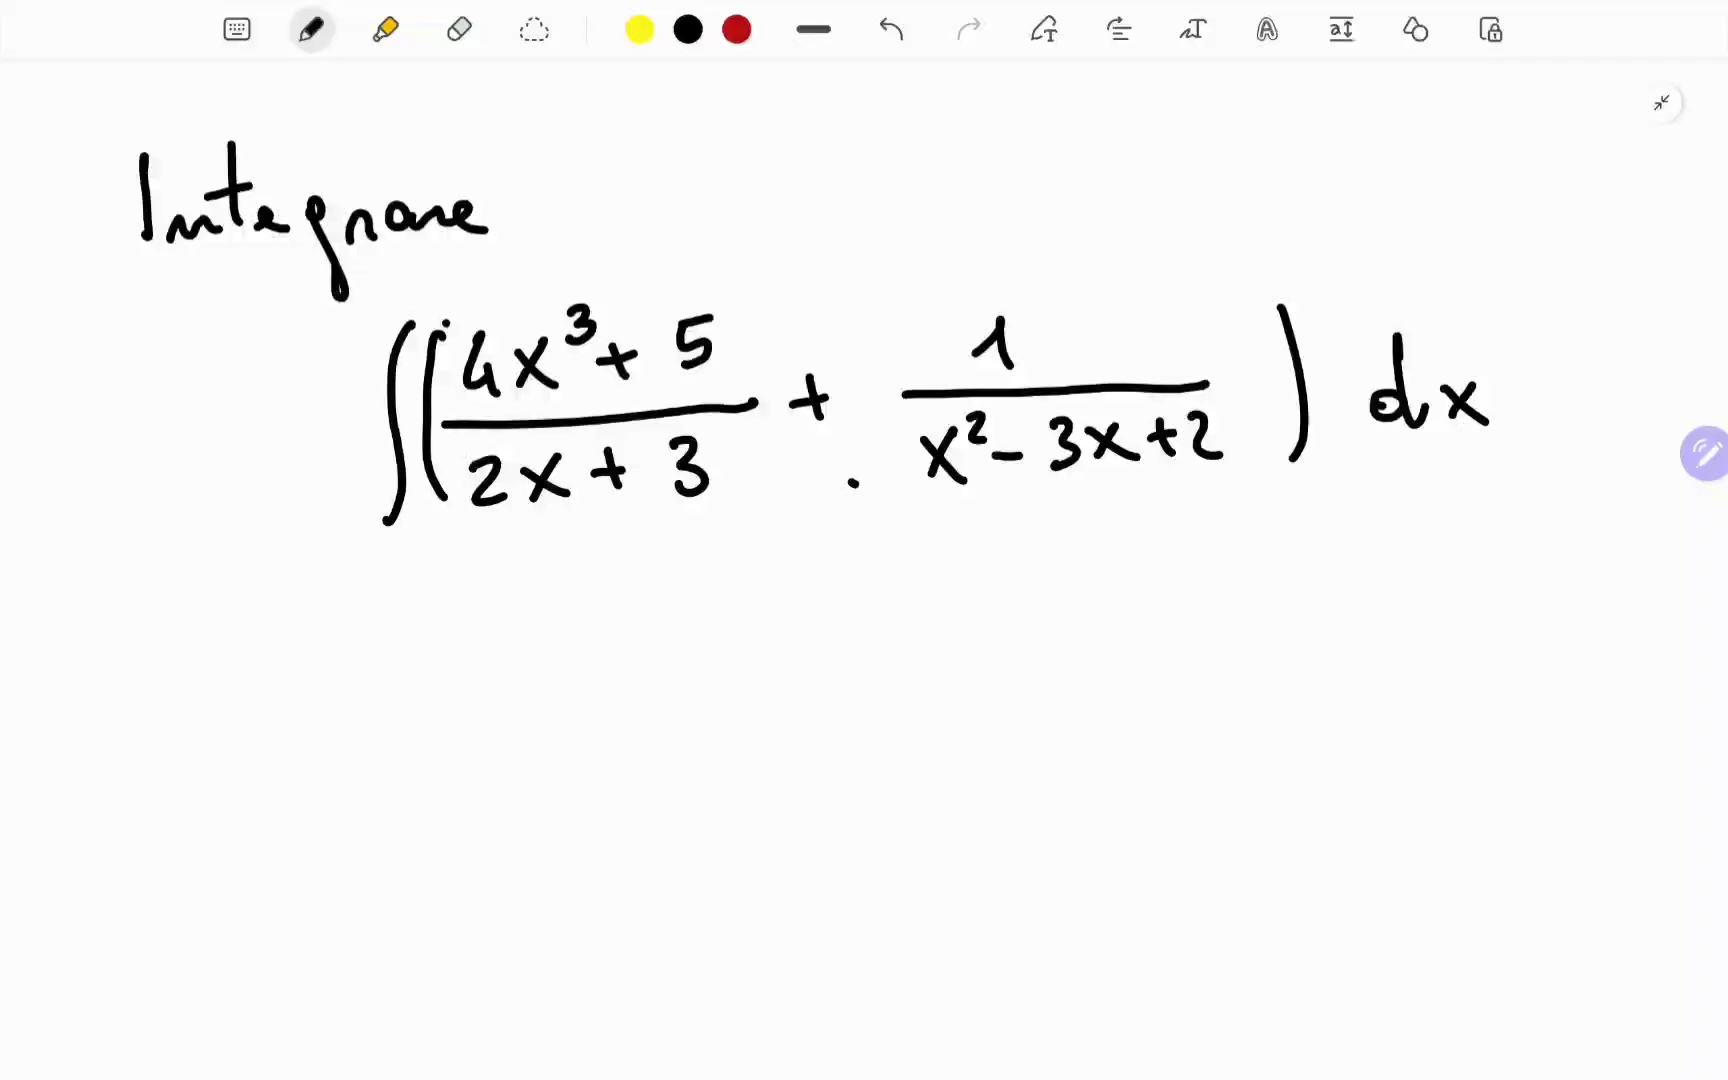 Integrare
∫(4x³+5/2x+3 + 1/x²-3x+2) dx